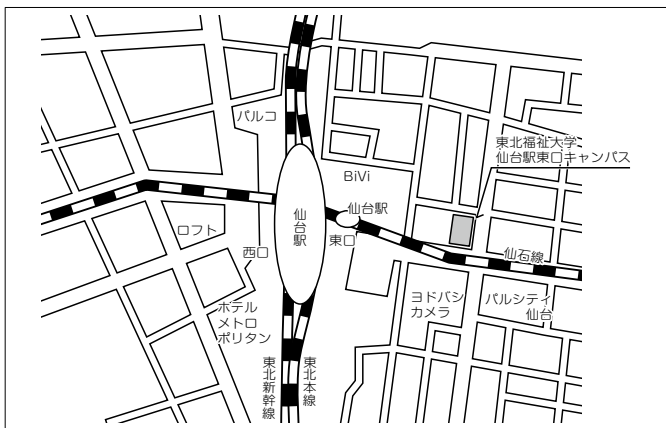 パルコ
東北福祉大学
仙台駅東口キャンパス
BiVi
仙台駅
仙台駅
ロフト
西口
東口
仙石線
ホテル
メトロ
ポリタン
ヨドバシ
カメラ
パルシティ
仙台
東北新幹線
東北本線